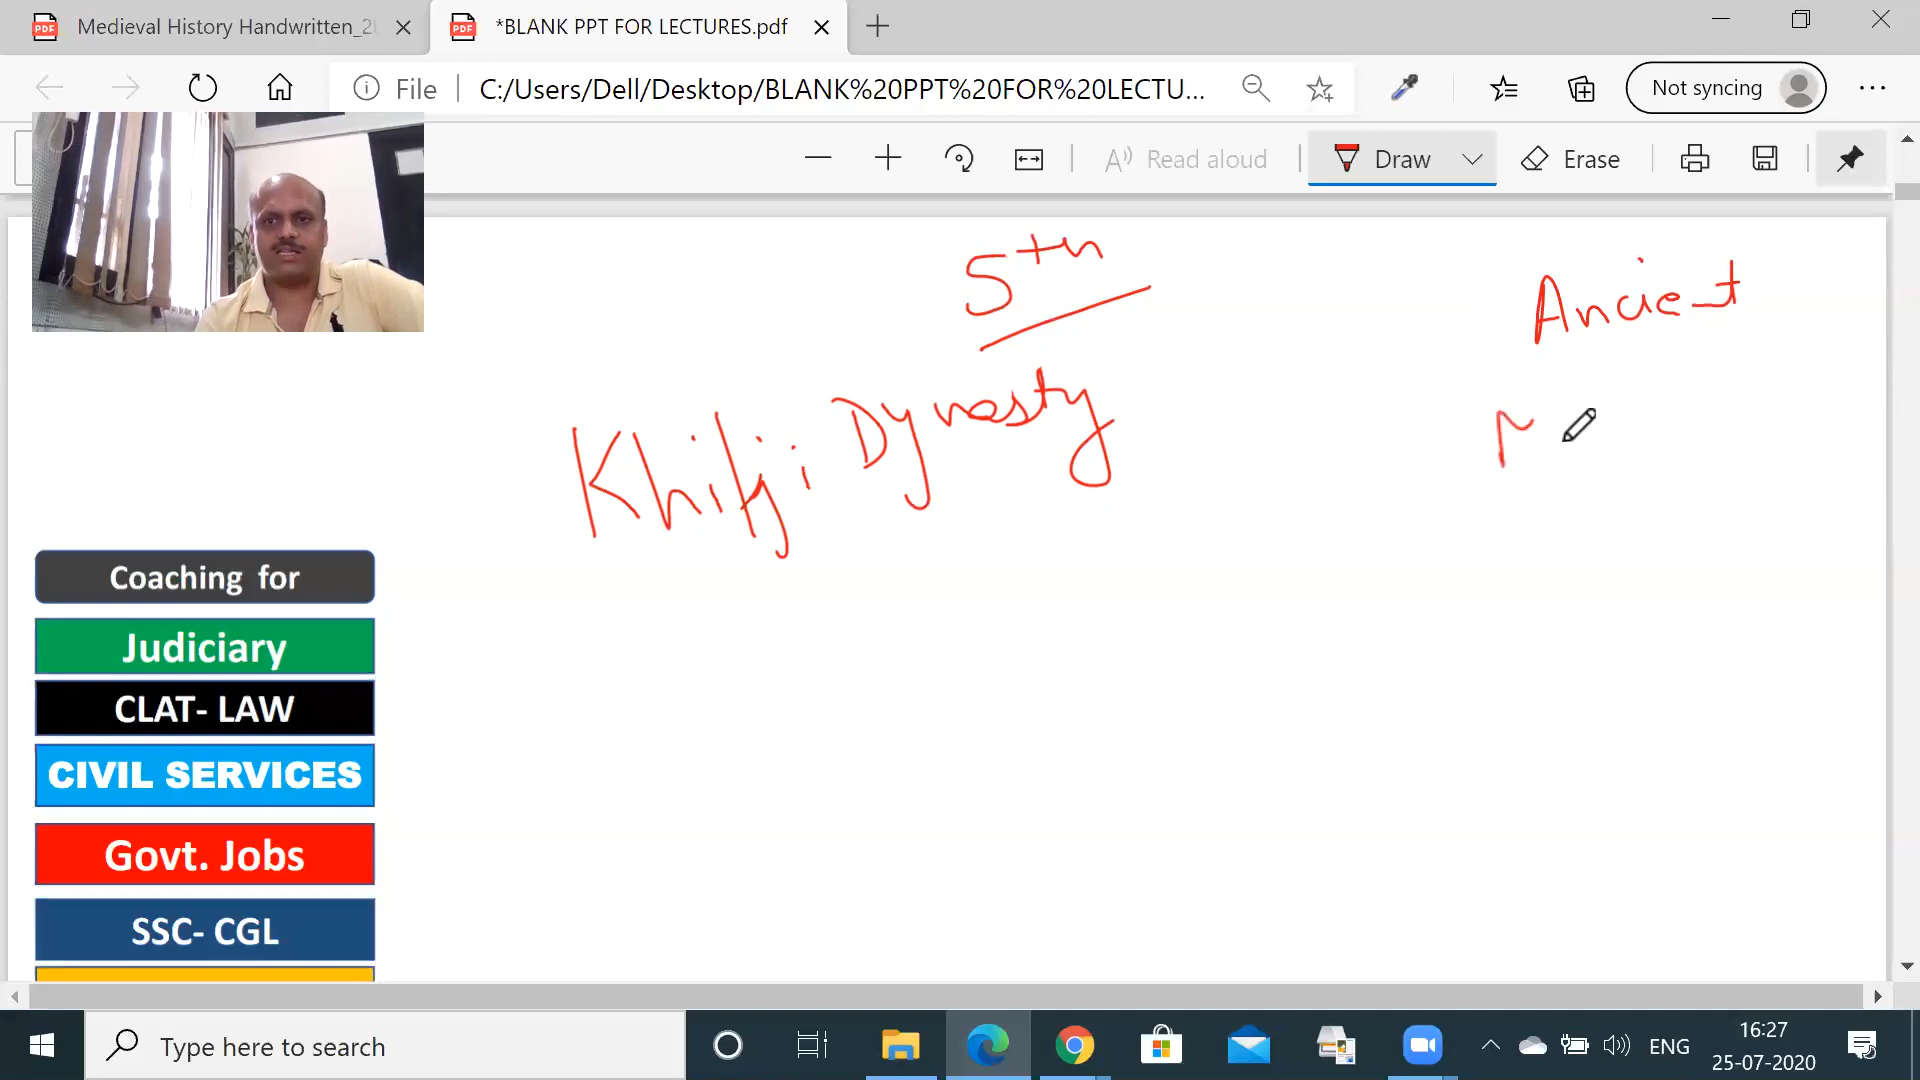 Medieval History Handwritten_2
*BLANK PPT FOR LECTURES.pdf
File
C:/Users/Dell/Desktop/BLANK%20PPT%20FOR%20LECTU...
Not syncing
Read aloud
Draw
Erase
5th
Ancient
Khilji Dynasty
Coaching for
Judiciary
CLAT- LAW
CIVIL SERVICES
Govt. Jobs
SSC- CGL
Type here to search
ENG
16:27
25-07-2020